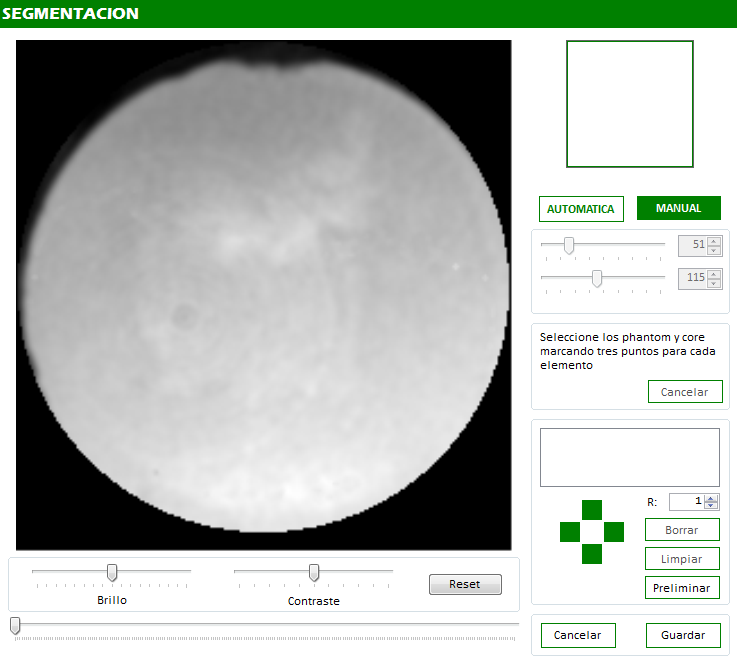 SEGMENTACION
AUTOMATICA
MANUAL
51
115
Seleccione los phantom y core
marcando tres puntos para cada
elemento
Cancelar
R:
1
Borrar
Limpiar
Preliminar
Brillo
Contraste
Reset
Cancelar
Guardar